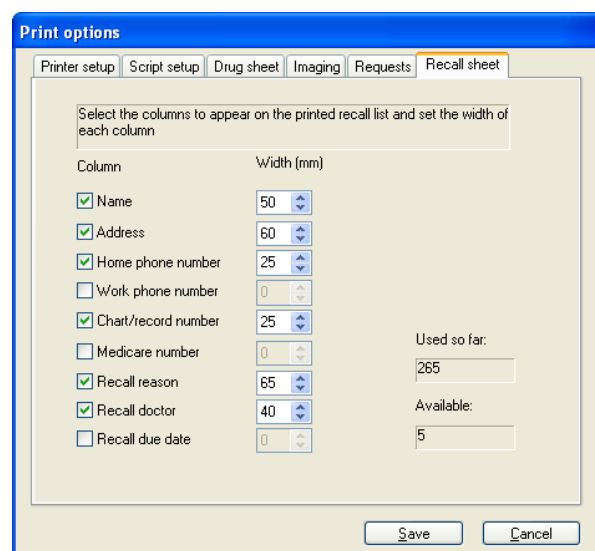 Print options
Printer setup Script setup Drug sheet Imaging Requests Recall sheet
Select the columns to appear on the printed recall list and set the width of
each column
Column Width (mm)
Name 50
Address 60
Home phone number 25
Work phone number 0
Chart/record number 25
Medicare number 0
Used so far:
Recall reason 65
265
Recall doctor 40
Available:
Recall due date 0
5
Save Cancel